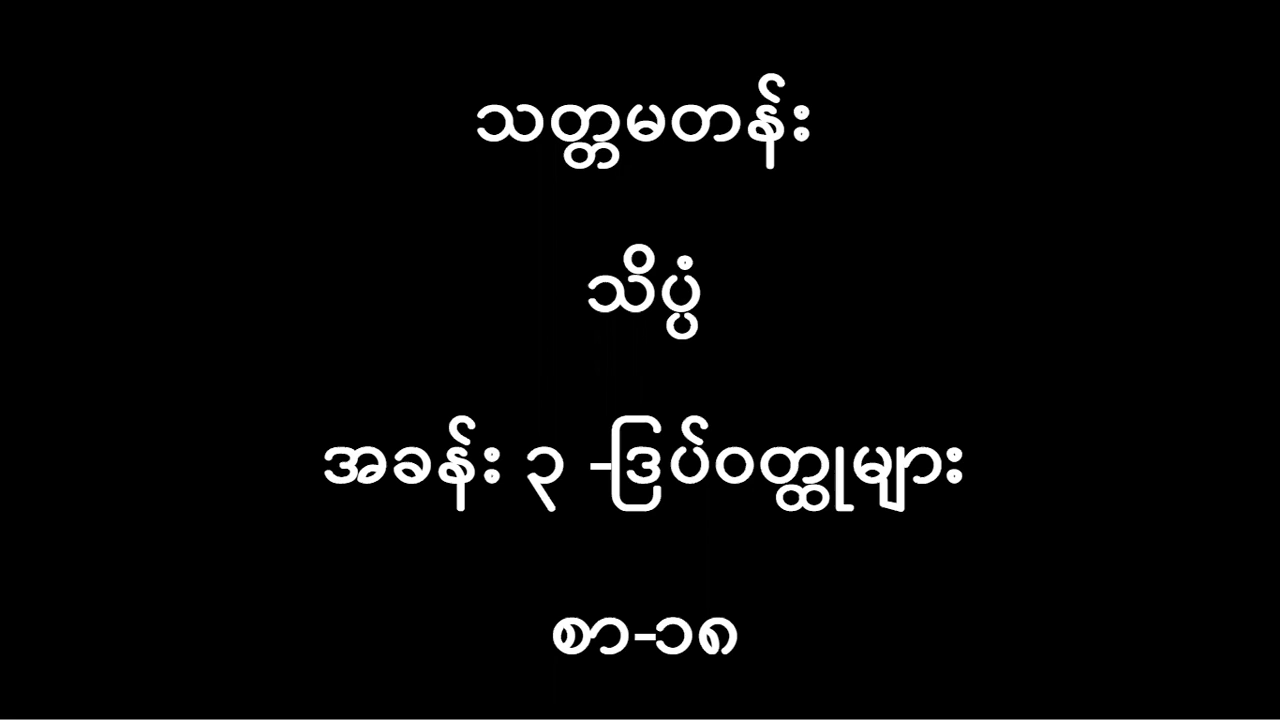 သတ္တမတန်း
သိပ္ပံ
အခန်း ၃ -ဒြပ်ဝတ္ထုများ
စာ-၁၈